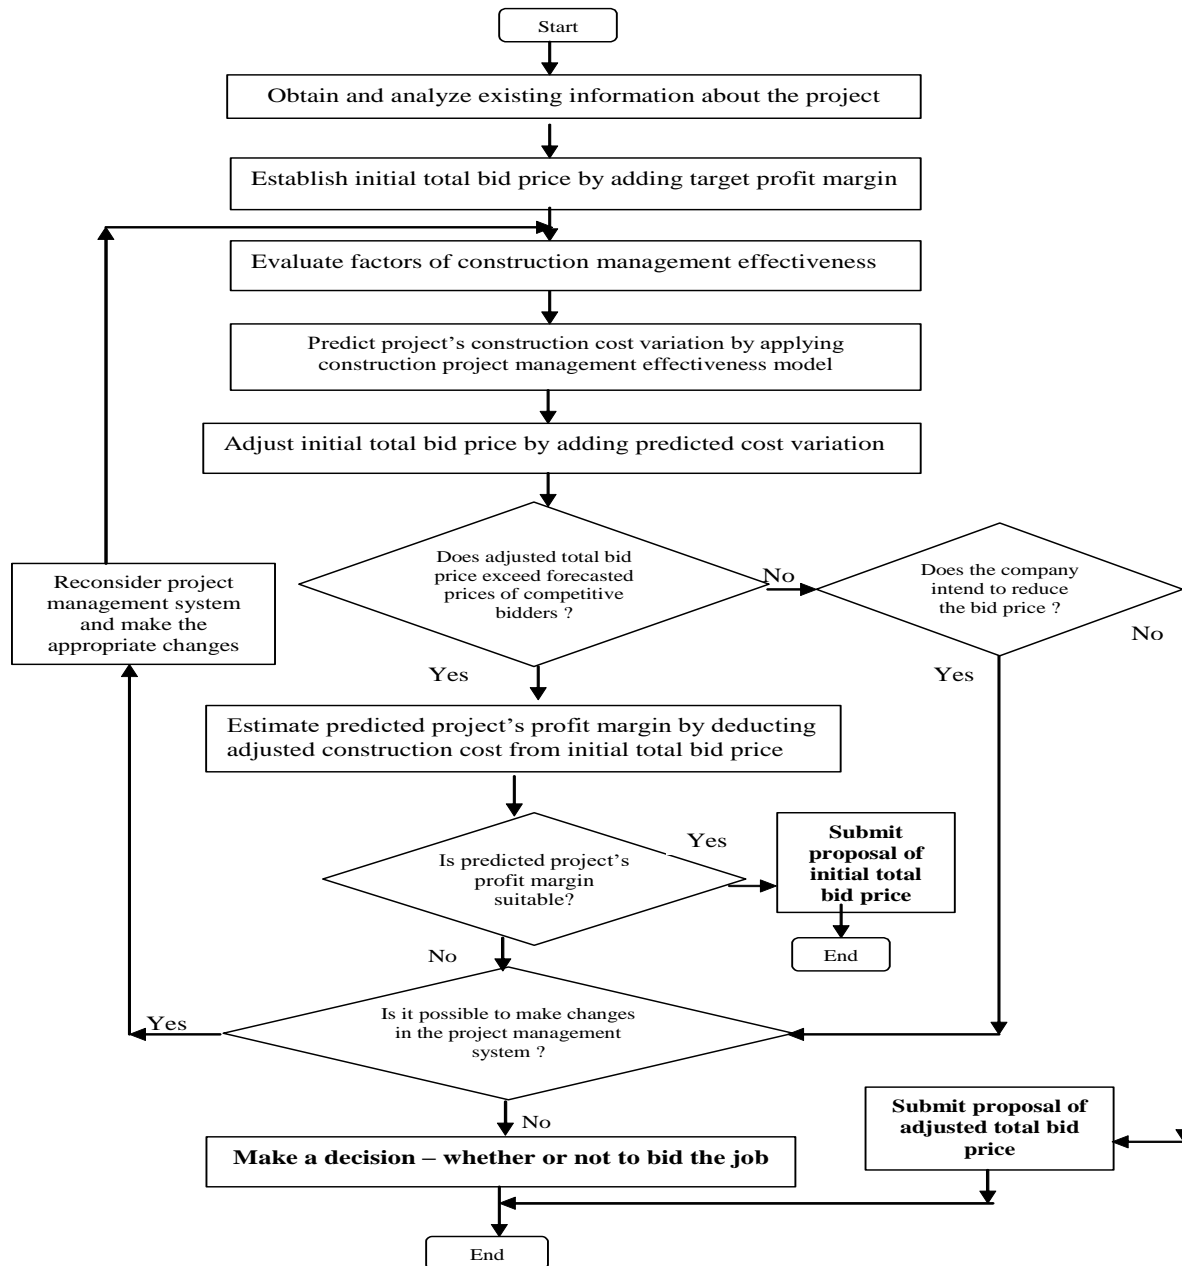 Start
Obtain and analyze existing information about the project
Establish initial total bid price by adding target profit margin
Evaluate factors of construction management effectiveness
Predict project’s construction cost variation by applying
construction project management effectiveness model
Adjust initial total bid price by adding predicted cost variation
Does adjusted total bid
price exceed forecasted
prices of competitive
bidders ?
No
Does the company
intend to reduce
the bid price ?
No
Yes
Reconsider project
management system
and make the
appropriate changes
Yes
Estimate predicted project’s profit margin by deducting
adjusted construction cost from initial total bid price
Is predicted project’s
profit margin
suitable?
Yes
Submit
proposal of
initial total
bid price
End
No
Is it possible to make changes
in the project management
system ?
Yes
No
Make a decision – whether or not to bid the job
Submit proposal of
adjusted total bid
price
End